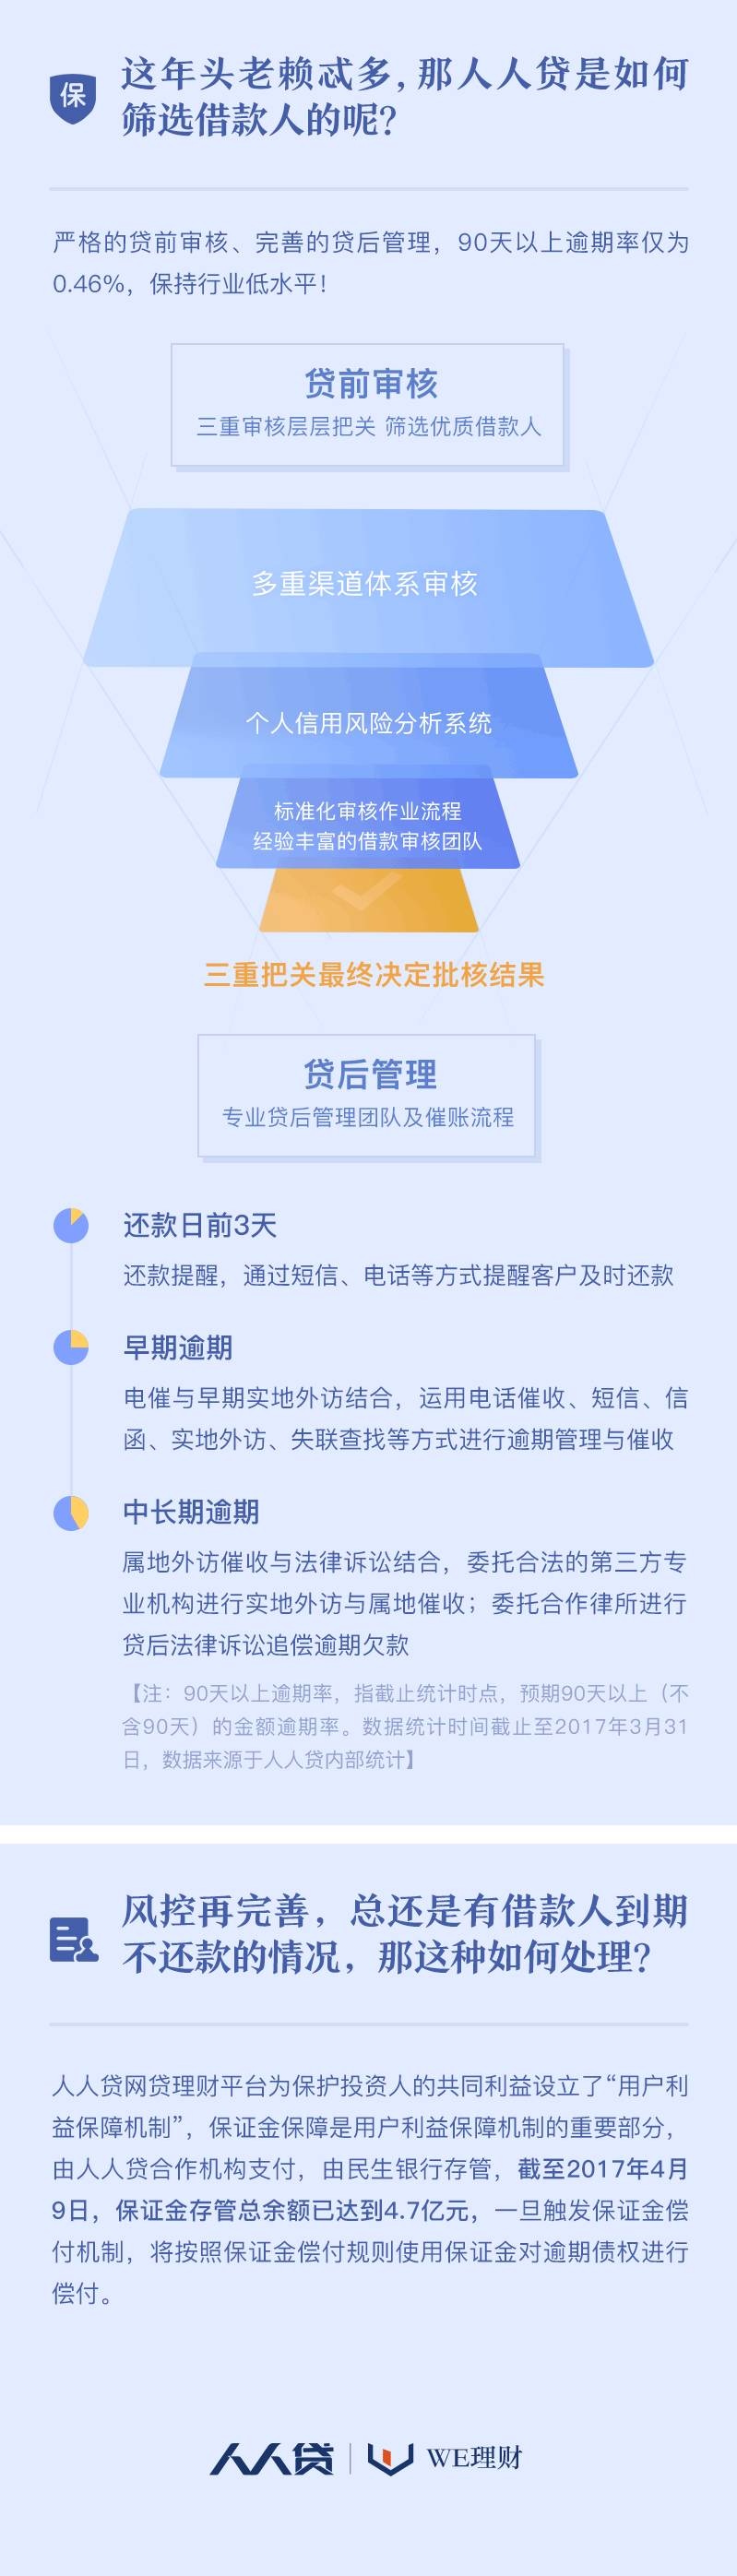 保
这年头老赖忒多，那人人贷是如何
筛选借款人的呢？
严格的贷前审核、完善的贷后管理，90天以上逾期率仅为
0.46%，保持行业低水平！
贷前审核
三重审核层层把关 筛选优质借款人
多重渠道体系审核
个人信用风险分析系统
标准化审核作业流程
经验丰富的借款审核团队
三重把关最终决定批核结果
贷后管理
专业贷后管理团队及催账流程
还款日前3天
还款提醒，通过短信、电话等方式提醒客户及时还款
早期逾期
电催与早期实地外访结合，运用电话催收、短信、信
函、实地外访、失联查找等方式进行逾期管理与催收
中长期逾期
属地外访催收与法律诉讼结合，委托合法的第三方专
业机构进行实地外访与属地催收；委托合作律所进行
贷后法律诉讼追偿逾期欠款
【注：90天以上逾期率，指截止统计时点，预期90天以上（不
含90天）的金额逾期率。数据统计时间截止至2017年3月31
日，数据来源于人人贷内部统计】
风控再完善，总还是有借款人到期
不还款的情况，那这种如何处理？
人人贷网贷理财平台为保护投资人的共同利益设立了“用户利
益保障机制”，保证金保障是用户利益保障机制的重要部分，
由人人贷合作机构支付，由民生银行存管，截至2017年4月
9日，保证金存管总余额已达到4.7亿元，一旦触发保证金偿
付机制，将按照保证金偿付规则使用保证金对逾期债权进行
偿付。
人人贷 WE理财